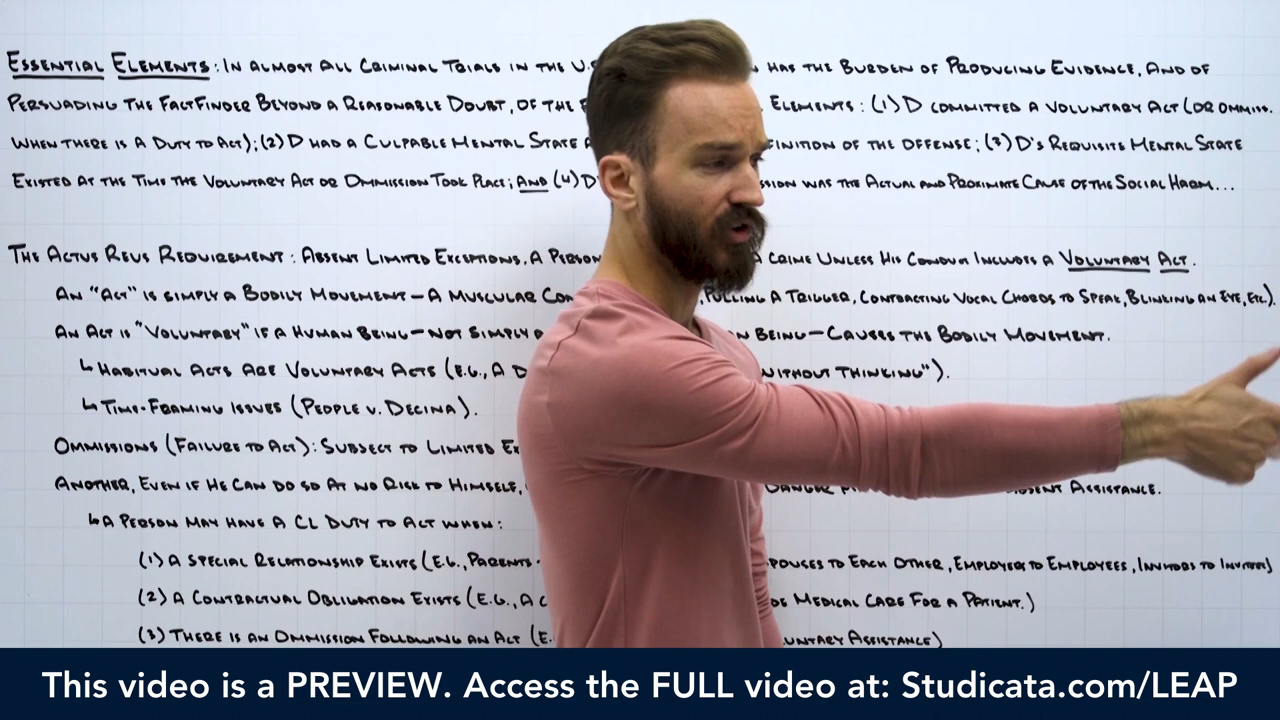 ESSENTIAL ELEMENTS: IN ALMOST ALL CRIMINAL TRIALS IN THE U.S HAS THE BURDEN OF PRODUCING EVIDENCE, AND OF
PERSUADING THE FACTFINDER BEYOND A REASONABLE DOUBT, OF THE ELEMENTS: (1) D COMMITTED A VOLUNTARY ACT (OR OMMISS.
WHEN THERE IS A DUTY TO ACT); (2) D HAD A CULPABLE MENTAL STATE INITION OF THE OFFENSE; (3) D'S REQUISITE MENTAL STATE
EXISTED AT THE TIME THE VOLUNTARY ACT OR OMMISSION TOOK PLACE; AND (4) D SSION WAS THE ACTUAL AND PROXIMATE CAUSE OF THE SOCIAL HARM...
THE ACTUS REUS REQUIREMENT: ABSENT LIMITED EXCEPTIONS, A PERSON A CRIME UNLESS HIS CONDUCT INCLUDES A VOLUNTARY ACT.
AN "ACT" IS SIMPLY A BODILY MOVEMENT—A MUSCULAR CON PULLING A TRIGGER, CONTRACTING VOCAL CHORDS TO SPEAK, BLINKING AN EYE, ETC.).
AN ACT IS "VOLUNTARY" IF A HUMAN BEING—NOT SIMPLY A N BEING—CAUSES THE BODILY MOVEMENT.
↳ HABITUAL ACTS ARE VOLUNTARY ACTS (E.G., A D WITHOUT THINKING").
↳ TIME-FRAMING ISSUES (PEOPLE V. DECINA).
OMMISSIONS (FAILURE TO ACT): SUBJECT TO LIMITED EX
ANOTHER, EVEN IF HE CAN DO SO AT NO RISK TO HIMSELF, DANGER ASSISTANCE.
↳ A PERSON MAY HAVE A CL DUTY TO ACT WHEN:
(1) A SPECIAL RELATIONSHIP EXISTS (E.G., PARENTS POUSES TO EACH OTHER, EMPLOYERS TO EMPLOYEES, INVITORS TO INVITEES)
(2) A CONTRACTUAL OBLIGATION EXISTS (E.G., A C DE MEDICAL CARE FOR A PATIENT.)
(3) THERE IS AN OMMISSION FOLLOWING AN ACT (E. UNTARY ASSISTANCE)
This video is a PREVIEW. Access the FULL video at: Studicata.com/LEAP